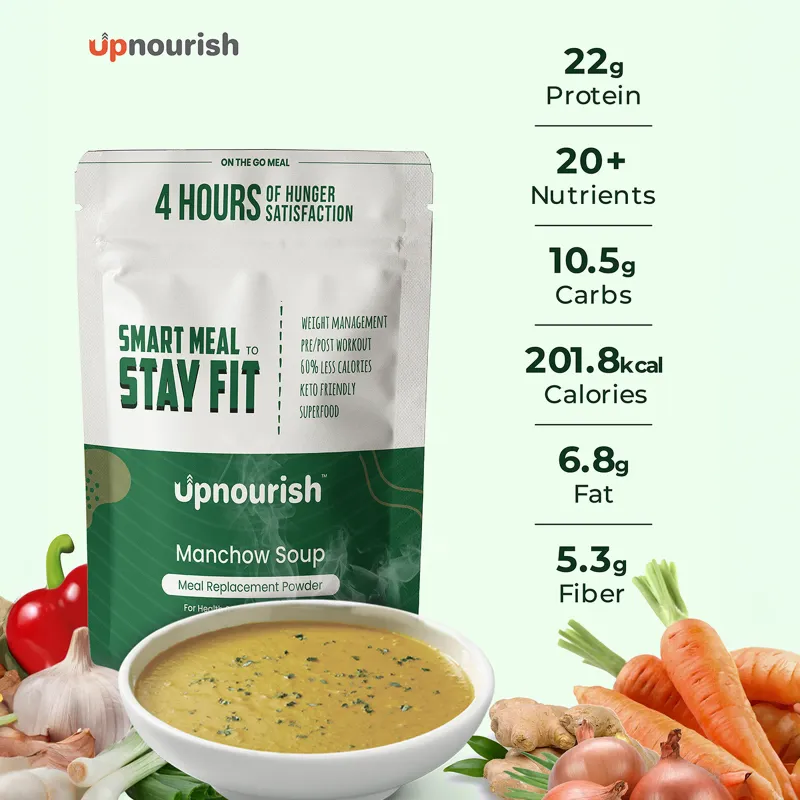 upnourish
ON THE GO MEAL
4 HOURS OF HUNGER SATISFACTION
SMART MEAL TO
STAY FIT
WEIGHT MANAGEMENT
PRE/POST WORKOUT
60% LESS CALORIES
KETO FRIENDLY
SUPERFOOD
upnourish™
Manchow Soup
Meal Replacement Powder
For
22g
Protein
20+
Nutrients
10.5g
Carbs
201.8kcal
Calories
6.8g
Fat
5.3g
Fiber